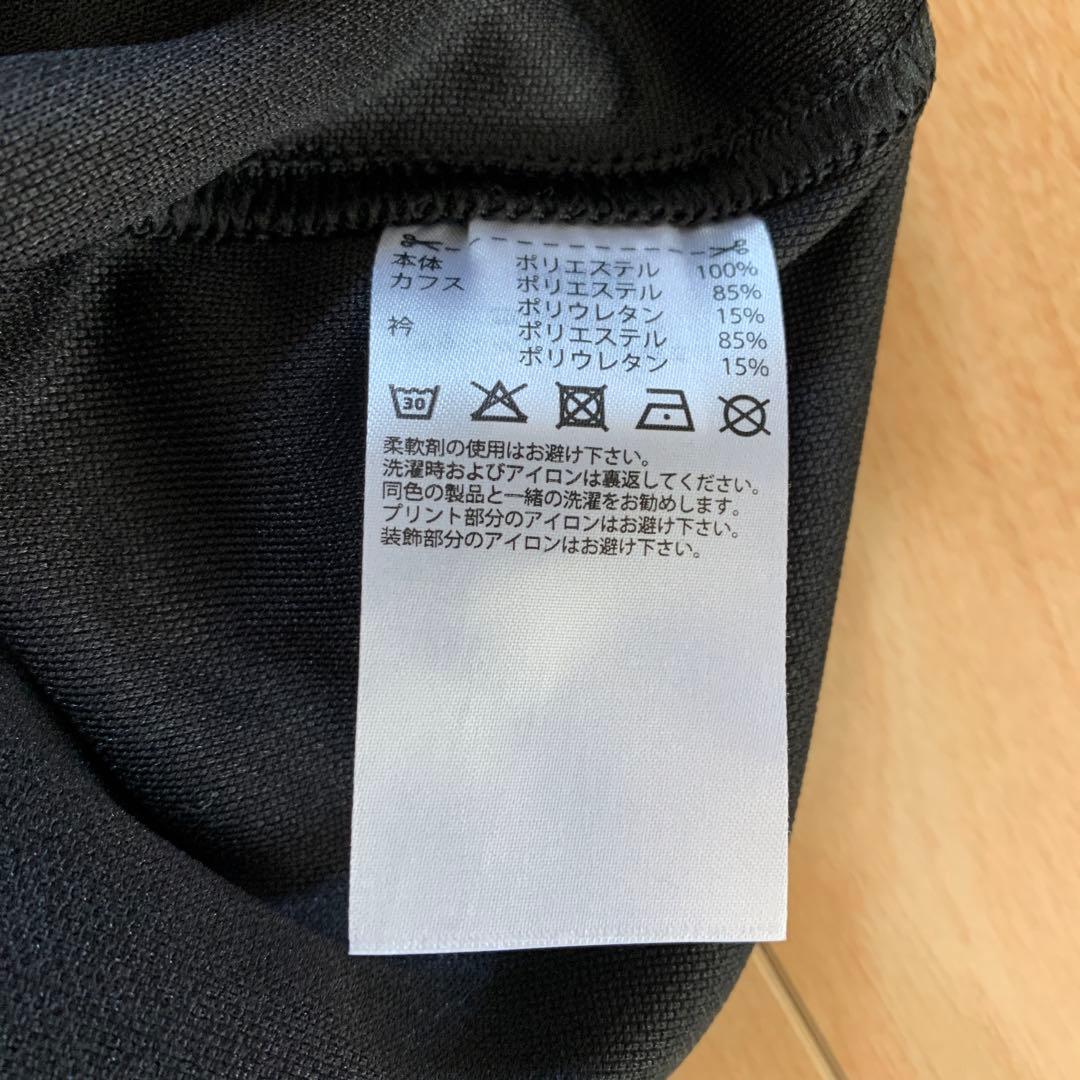 本体 ポリエステル 100%
カフス ポリエステル 85%
ポリウレタン 15%
衿 ポリエステル 85%
ポリウレタン 15%
30
柔軟剤の使用はお避け下さい。
洗濯時およびアイロンは裏返してください。
同色の製品と一緒の洗濯をお勧めします。
プリント部分のアイロンはお避け下さい。
装飾部分のアイロンはお避け下さい。